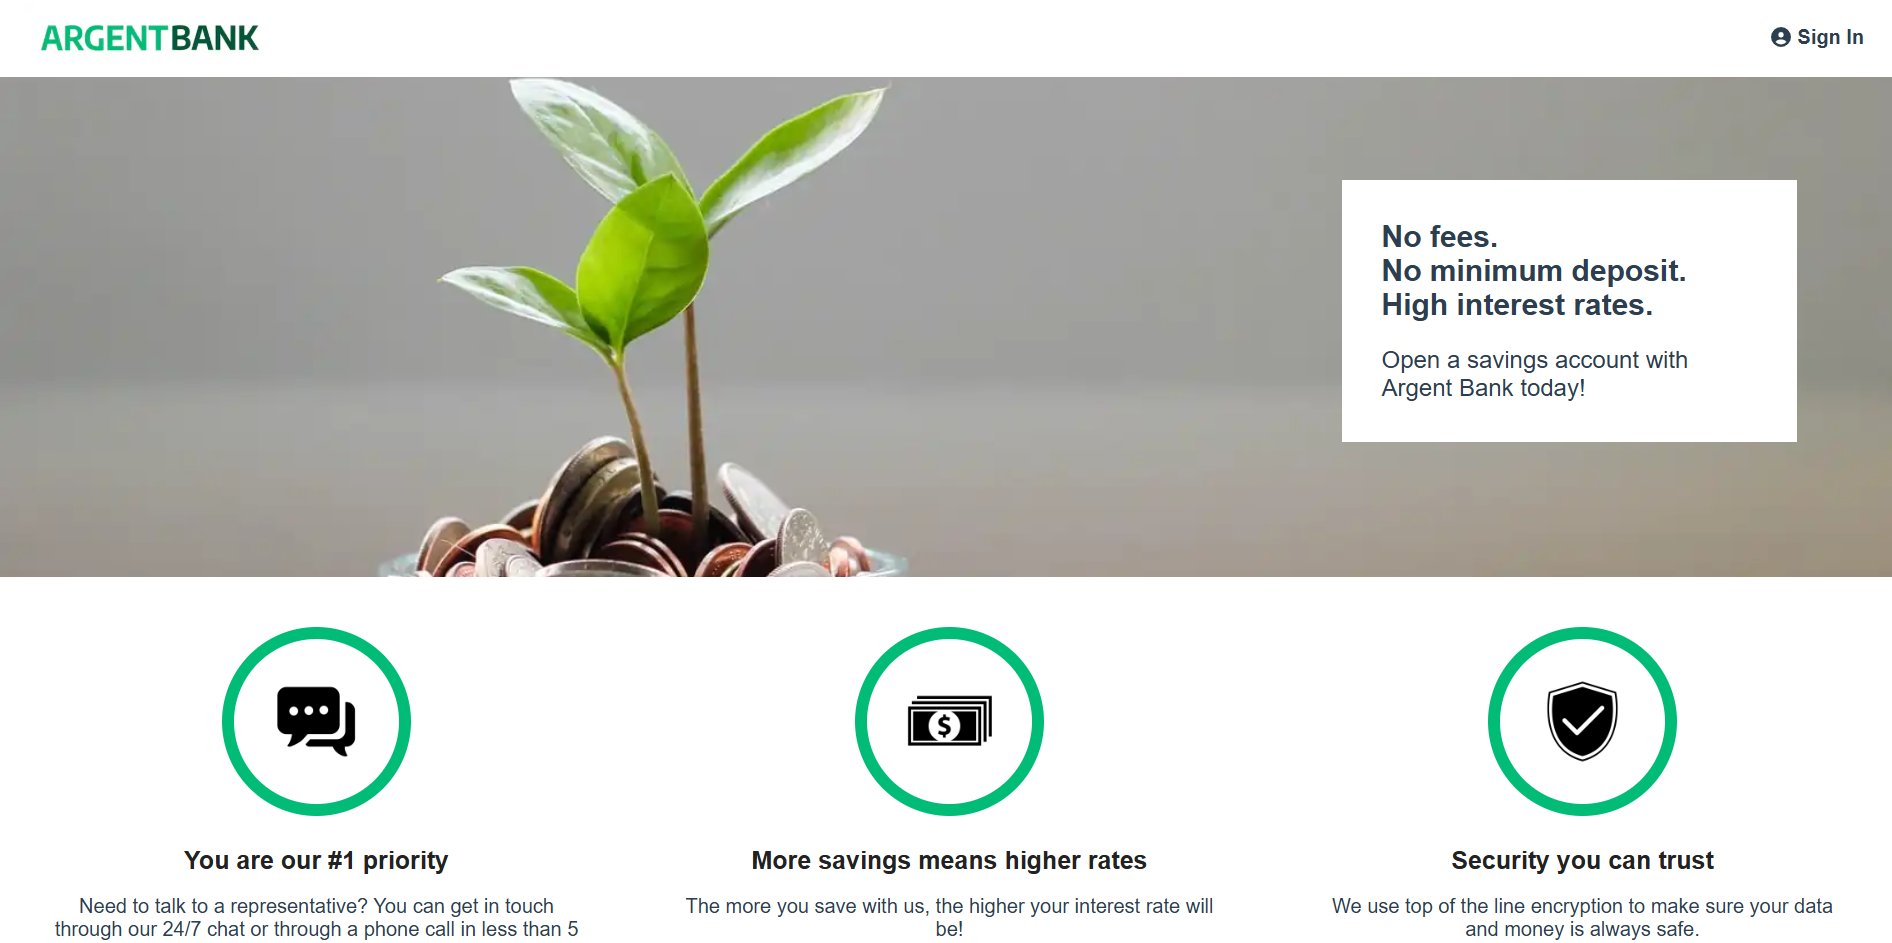 ARGENTBANK
Sign In
No fees.
No minimum deposit.
High interest rates.
Open a savings account with
Argent Bank today!
$
You are our #1 priority
Need to talk to a representative? You can get in touch
through our 24/7 chat or through a phone call in less than 5
More savings means higher rates
The more you save with us, the higher your interest rate will
be!
Security you can trust
We use top of the line encryption to make sure your data
and money is always safe.